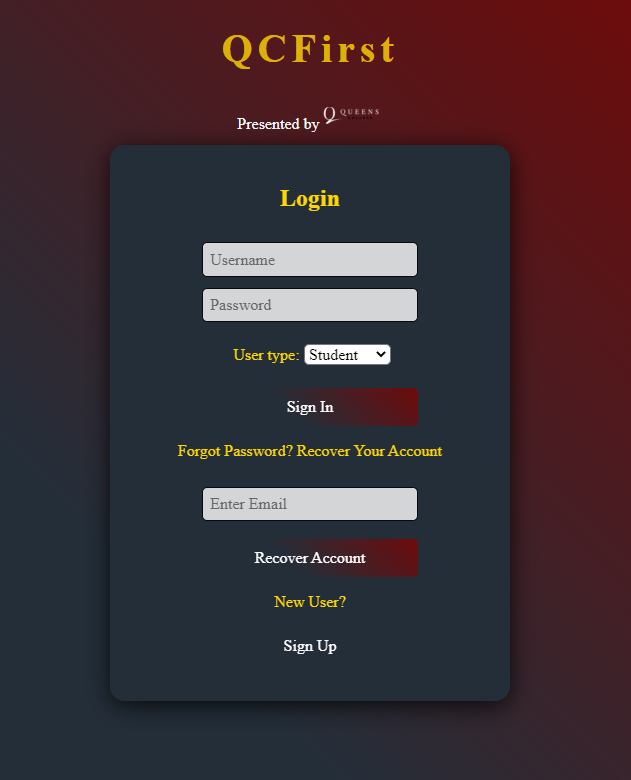 QCFirst
Presented by QUEENS
Login
Username
Password
User type: Student
Sign In
Forgot Password? Recover Your Account
Enter Email
Recover Account
New User?
Sign Up